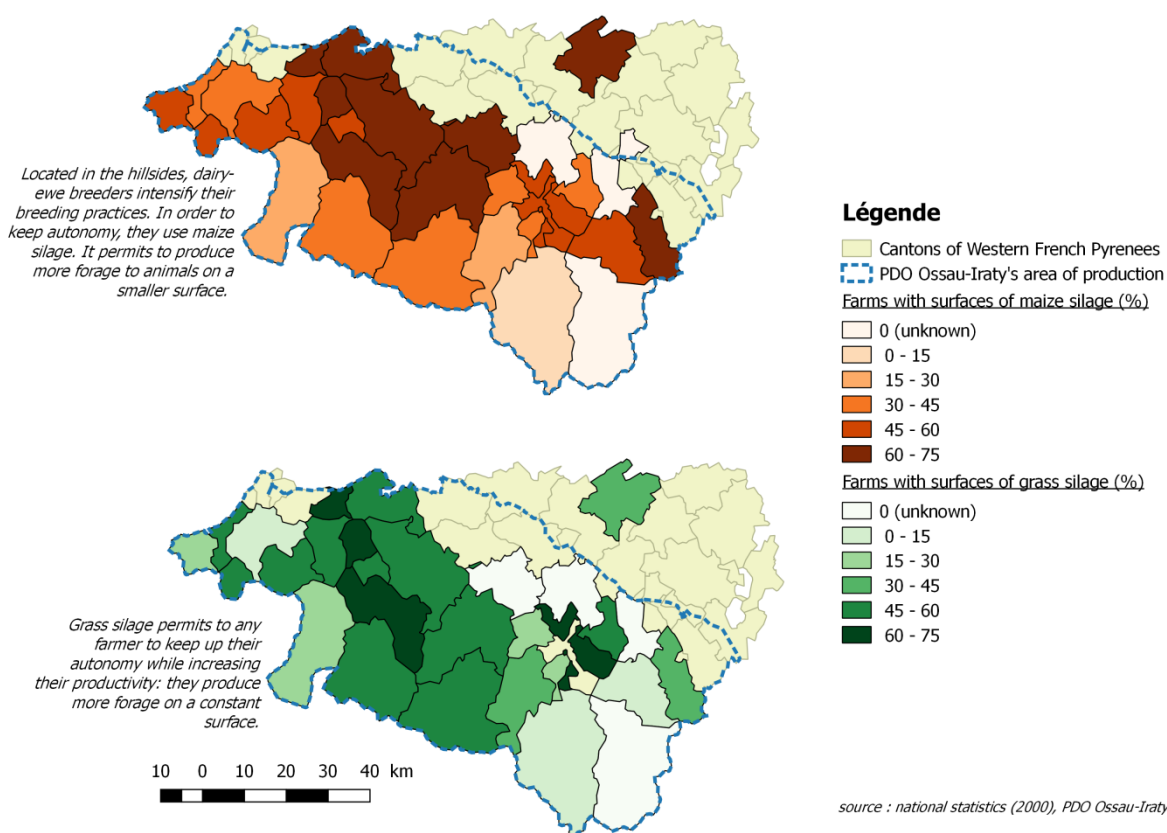 Located in the hillsides, dairy-
ewe breeders intensify their
breeding practices. In order to
keep autonomy, they use maize
silage. It permits to produce
more forage to animals on a
smaller surface.
Grass silage permits to any
farmer to keep up their
autonomy while increasing
their productivity: they produce
more forage on a constant
surface.
10 0 10 20 30 40 km
Légende
Cantons of Western French Pyrenees
PDO Ossau-Iraty's area of production
Farms with surfaces of maize silage (%)
0 (unknown)
0 - 15
15 - 30
30 - 45
45 - 60
60 - 75
Farms with surfaces of grass silage (%)
0 (unknown)
0 - 15
15 - 30
30 - 45
45 - 60
60 - 75
source : national statistics (2000), PDO Ossau-Iraty